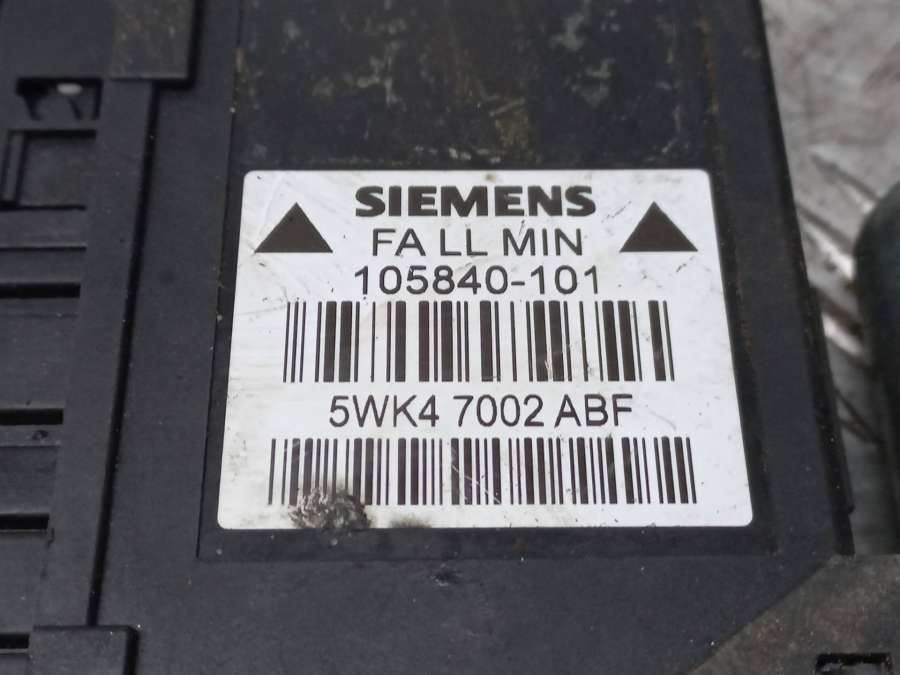 SIEMENS
FA LL MIN
105840-101
5WK4 7002 ABF